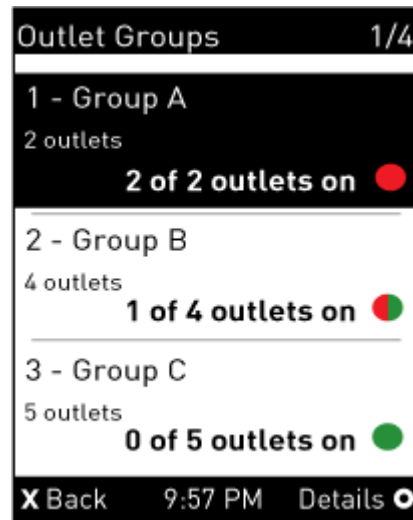 Outlet Groups 1/4
1 - Group A
2 outlets
2 of 2 outlets on
2 - Group B
4 outlets
1 of 4 outlets on
3 - Group C
5 outlets
0 of 5 outlets on
X Back 9:57 PM Details O